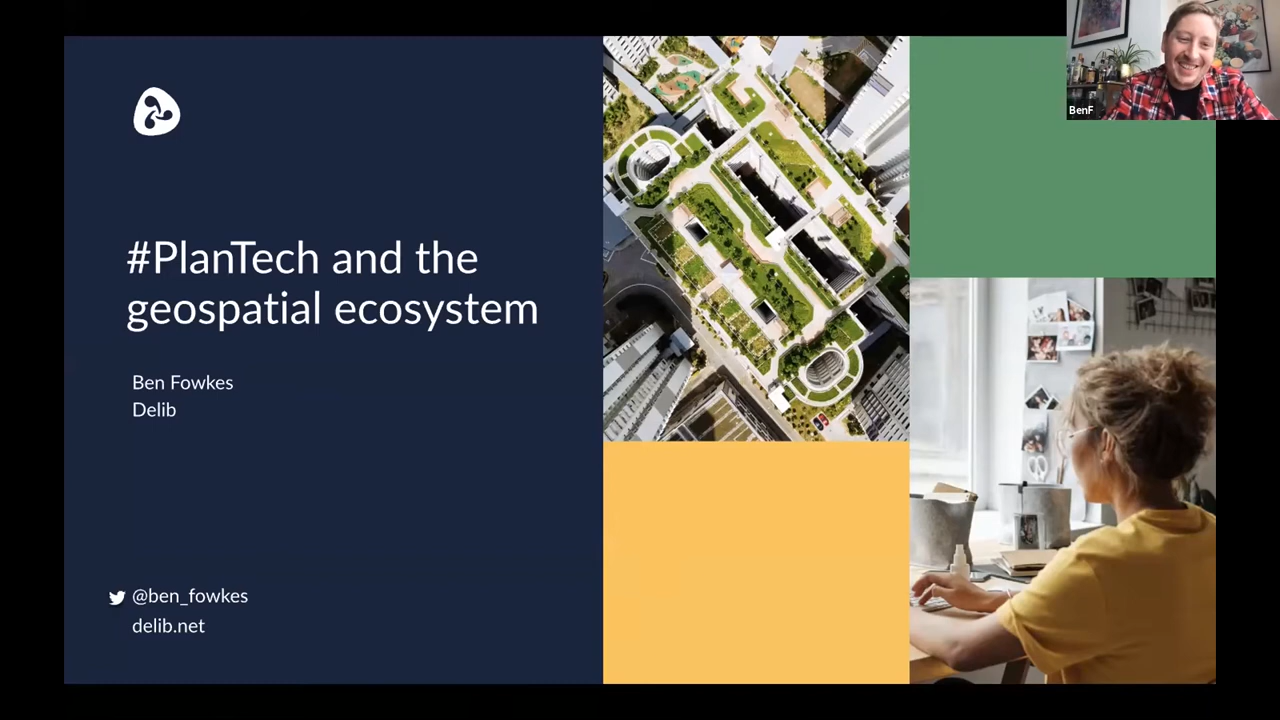 #PlanTech and the
geospatial ecosystem
Ben Fowkes
Delib
@ben_fowkes
delib.net
BenF